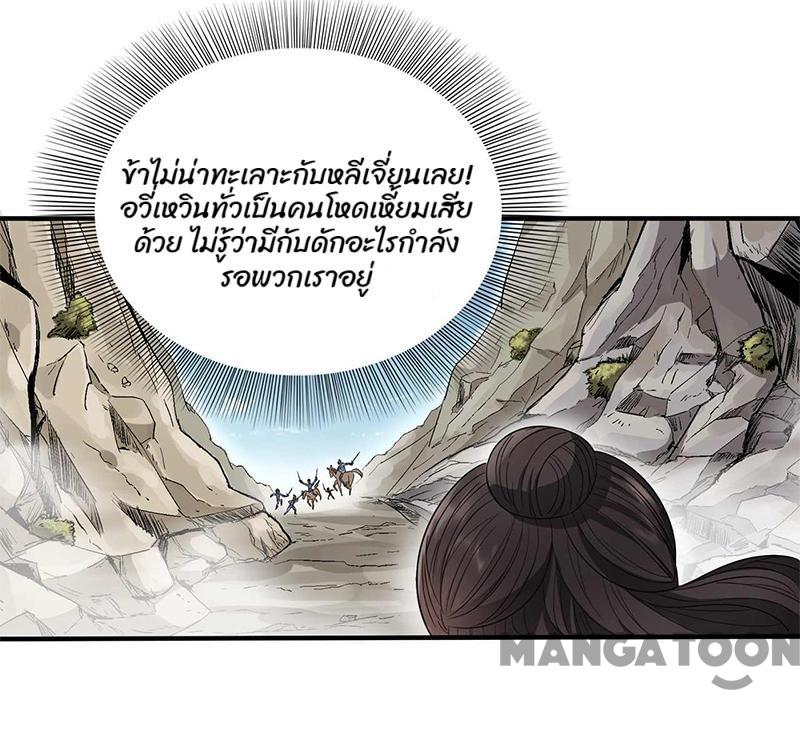 ข้าไม่น่าทะเลาะกับหลีเจี่ยนเลย!
อวี่เหวินทั่วเป็นคนโหดเหี้ยมเสีย
ด้วย ไม่รู้ว่ามีกับดักอะไรกำลัง
รอพวกเราอยู่
MANGATOON